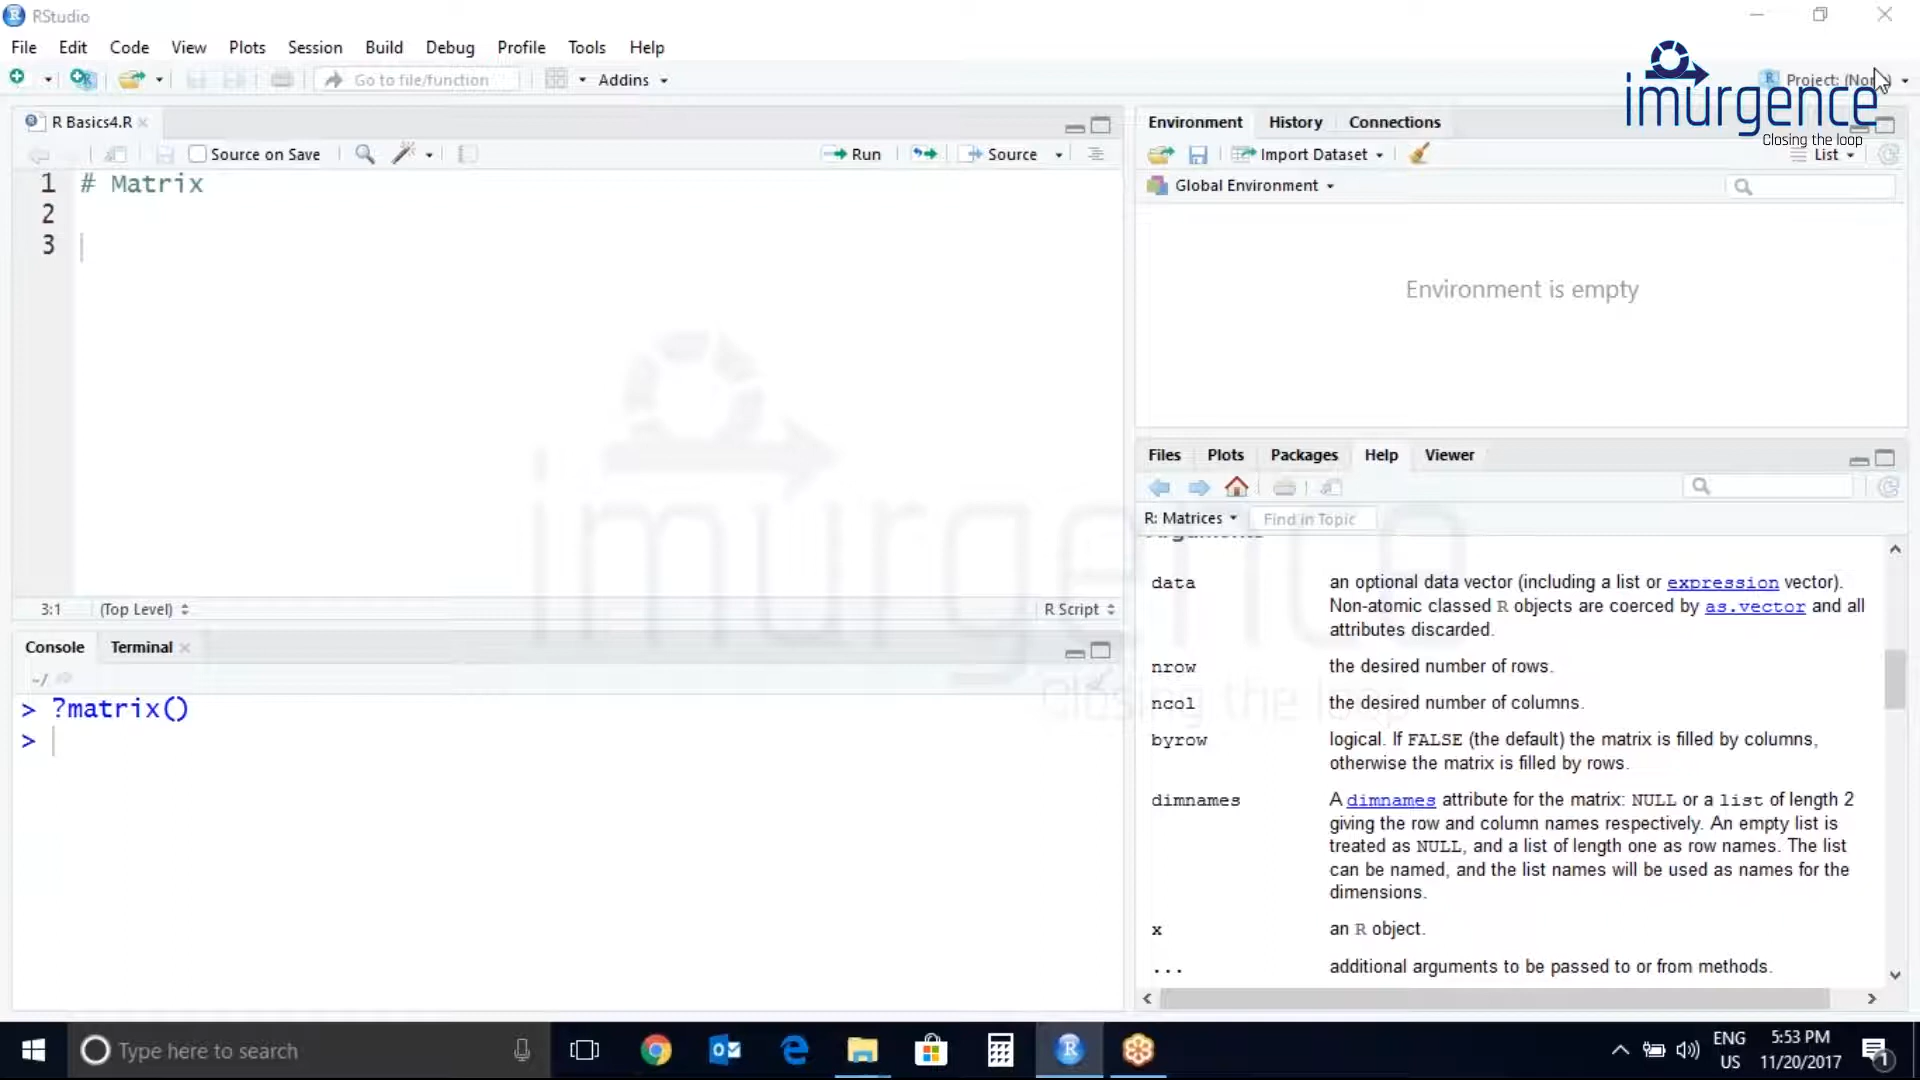 RStudio
File Edit Code View Plots Session Build Debug Profile Tools Help
Go to file/function Addins
imurgence
Closing the loop
R Basics4.R
Source on Save Run Source
1 # Matrix
2
3
3:1 (Top Level) R Script
Console Terminal
~/
> ?matrix()
>
Environment History Connections
Import Dataset List
Global Environment
Environment is empty
Files Plots Packages Help Viewer
R: Matrices Find in Topic
Arguments
data an optional data vector (including a list or expression vector).
Non-atomic classed R objects are coerced by as.vector and all
attributes discarded.
nrow the desired number of rows.
ncol the desired number of columns.
byrow logical. If FALSE (the default) the matrix is filled by columns,
otherwise the matrix is filled by rows.
dimnames A dimnames attribute for the matrix: NULL or a list of length 2
giving the row and column names respectively. An empty list is
treated as NULL, and a list of length one as row names. The list
can be named, and the list names will be used as names for the
dimensions.
x an R object.
... additional arguments to be passed to or from methods.
imurgence
Closing the loop
Type here to search
ENG 5:53 PM
US 11/20/2017
1